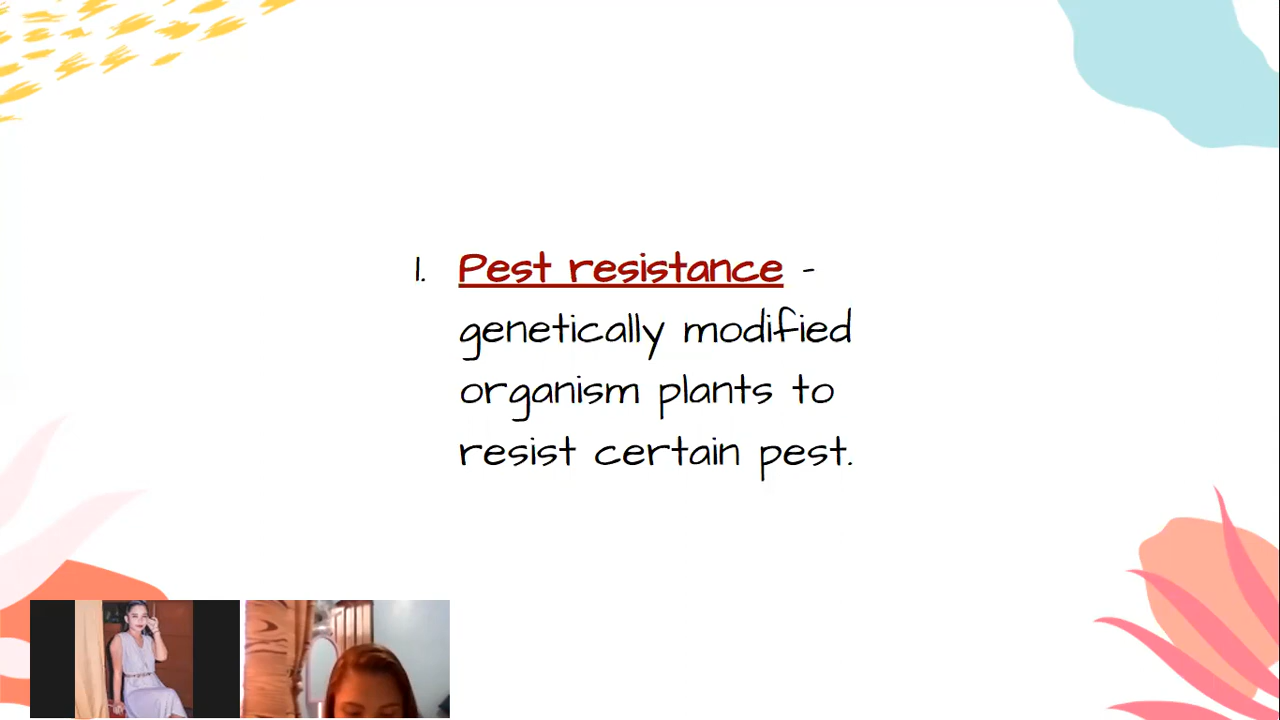 1. Pest resistance -
genetically modified
organism plants to
resist certain pest.